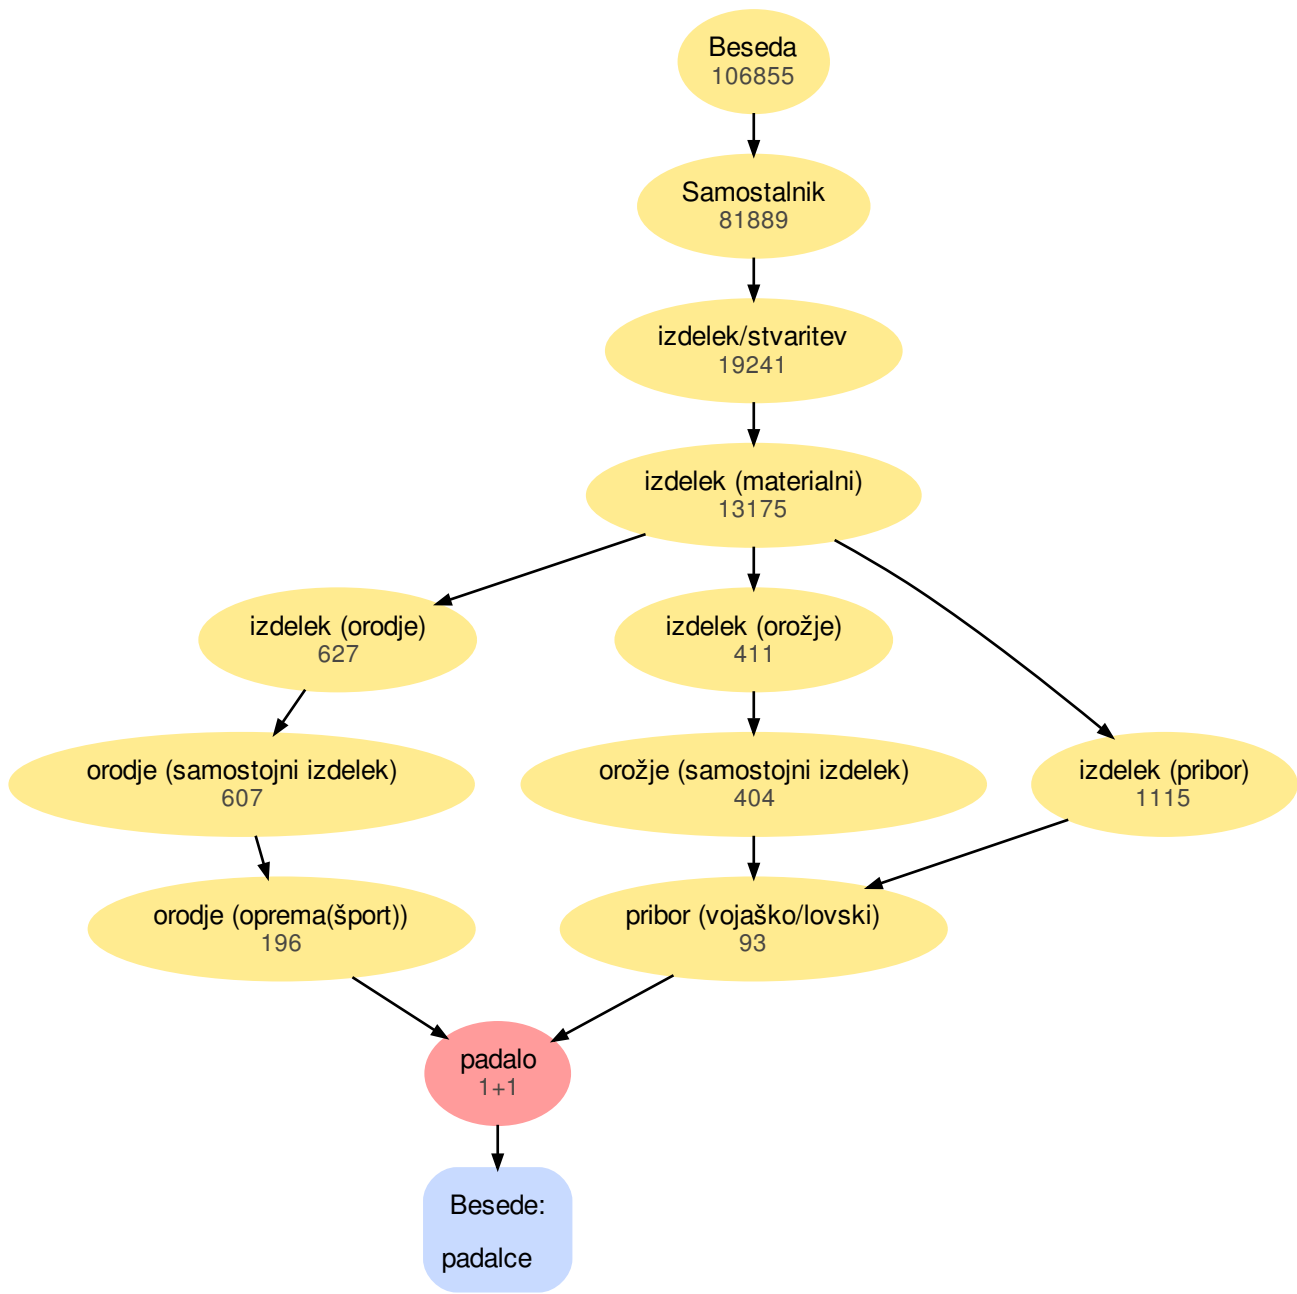 Beseda
106855
Samostalnik
81889
izdelek/stvaritev
19241
izdelek (materialni)
13175
izdelek (orodje)
627
izdelek (orožje)
411
orodje (samostojni izdelek)
607
orožje (samostojni izdelek)
404
izdelek (pribor)
1115
orodje (oprema(šport))
196
pribor (vojaško/lovski)
93
padalo
1+1
Besede:
padalce